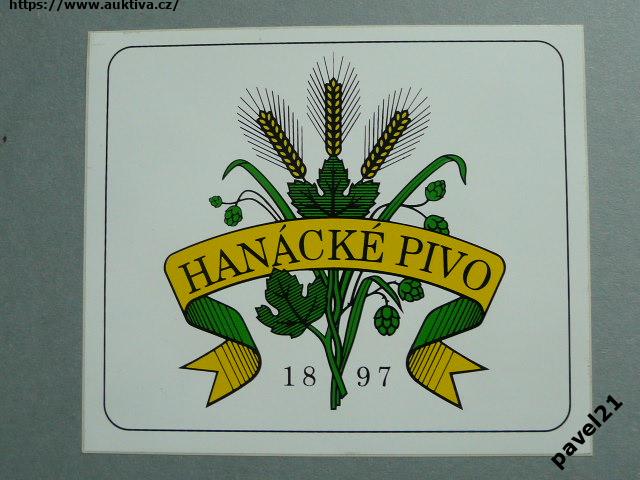 https://www.auktiva.cz/
HANÁCKÉ PIVO
18 97
pavel21